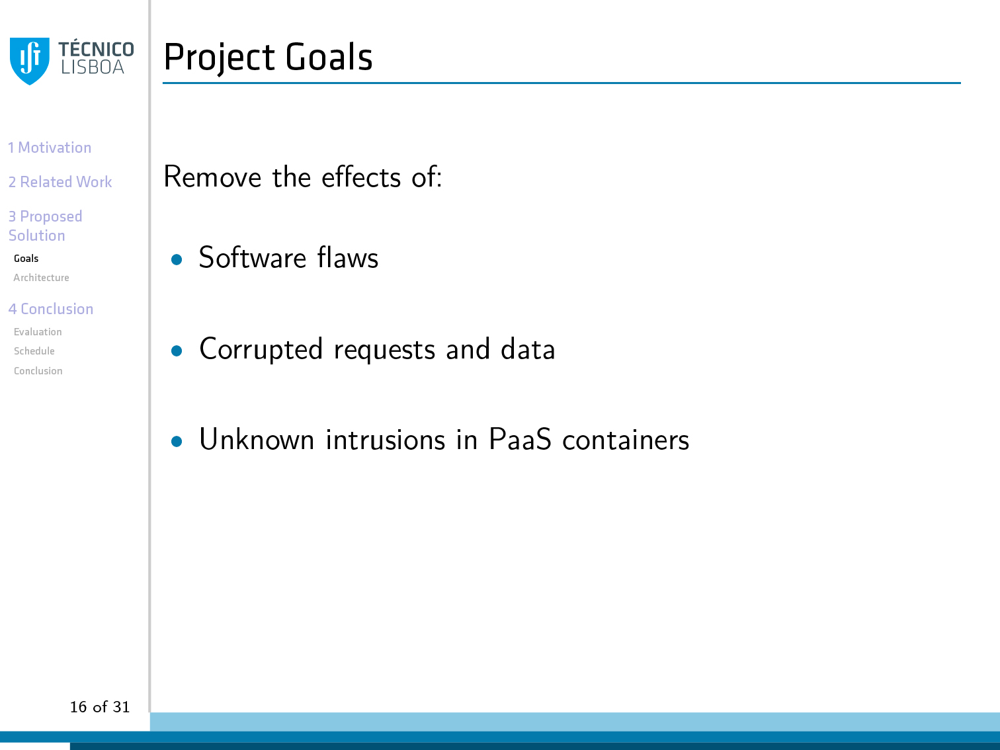 TÉCNICO
LISBOA
1 Motivation
2 Related Work
3 Proposed
Solution
Goals
Architecture
4 Conclusion
Evaluation
Schedule
Conclusion
16 of 31
Project Goals
Remove the effects of:
• Software flaws
• Corrupted requests and data
• Unknown intrusions in PaaS containers